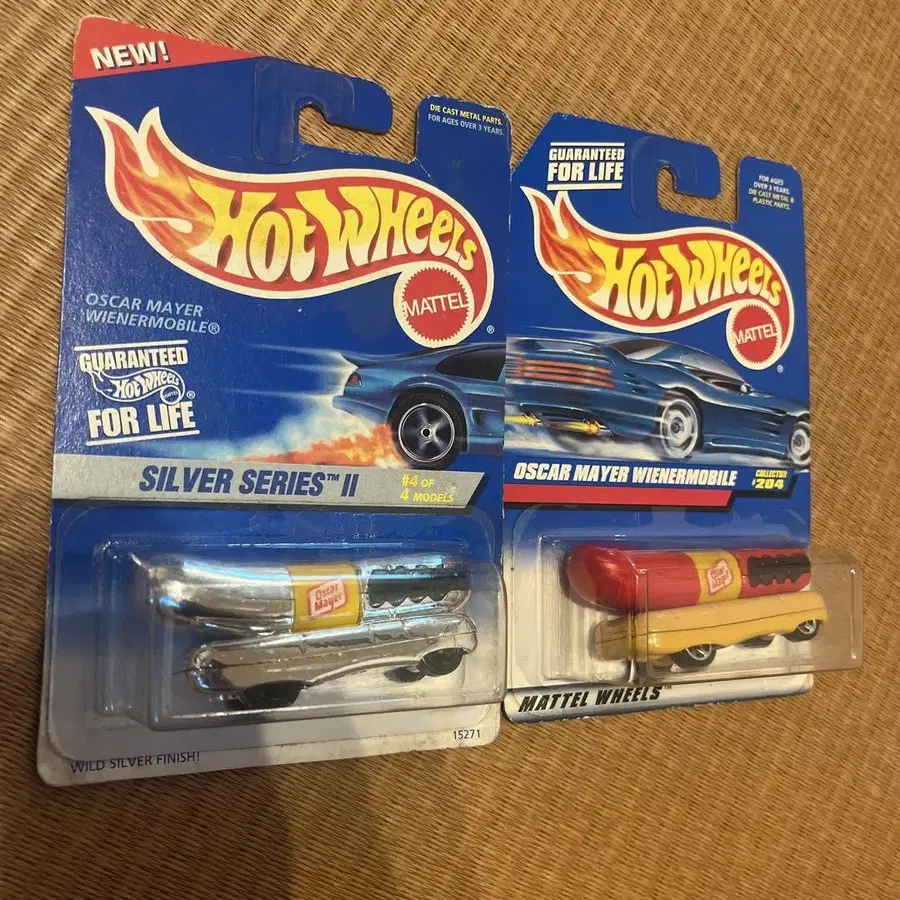 NEW!
DIE CAST METAL PARTS.
FOR AGES OVER 3 YEARS.
HOT WHEELS
MATTEL
®
OSCAR MAYER
WIENERMOBILE®
GUARANTEED
HOT WHEELS
MATTEL
®
FOR LIFE
SILVER SERIES™ II
#4 OF
4 MODELS
Oscar
Mayer
15271
WILD SILVER FINISH!
GUARANTEED
FOR LIFE
FOR AGES
OVER 3 YEARS.
DIE CAST METAL &
PLASTIC PARTS.
HOT WHEELS
MATTEL
®
OSCAR MAYER WIENERMOBILE
COLLECTOR
#204
Oscar
Mayer
MATTEL WHEELS™